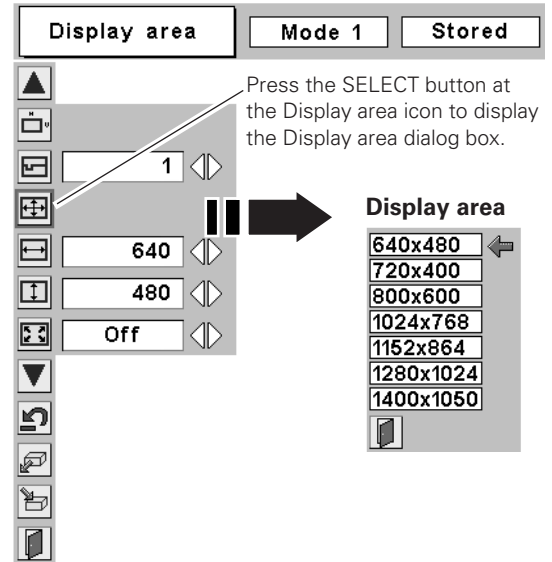 Display area
Mode 1
Stored
Press the SELECT button at
the Display area icon to display
the Display area dialog box.
H
V
1
640
480
Off
Display area
640x480
720x400
800x600
1024x768
1152x864
1280x1024
1400x1050